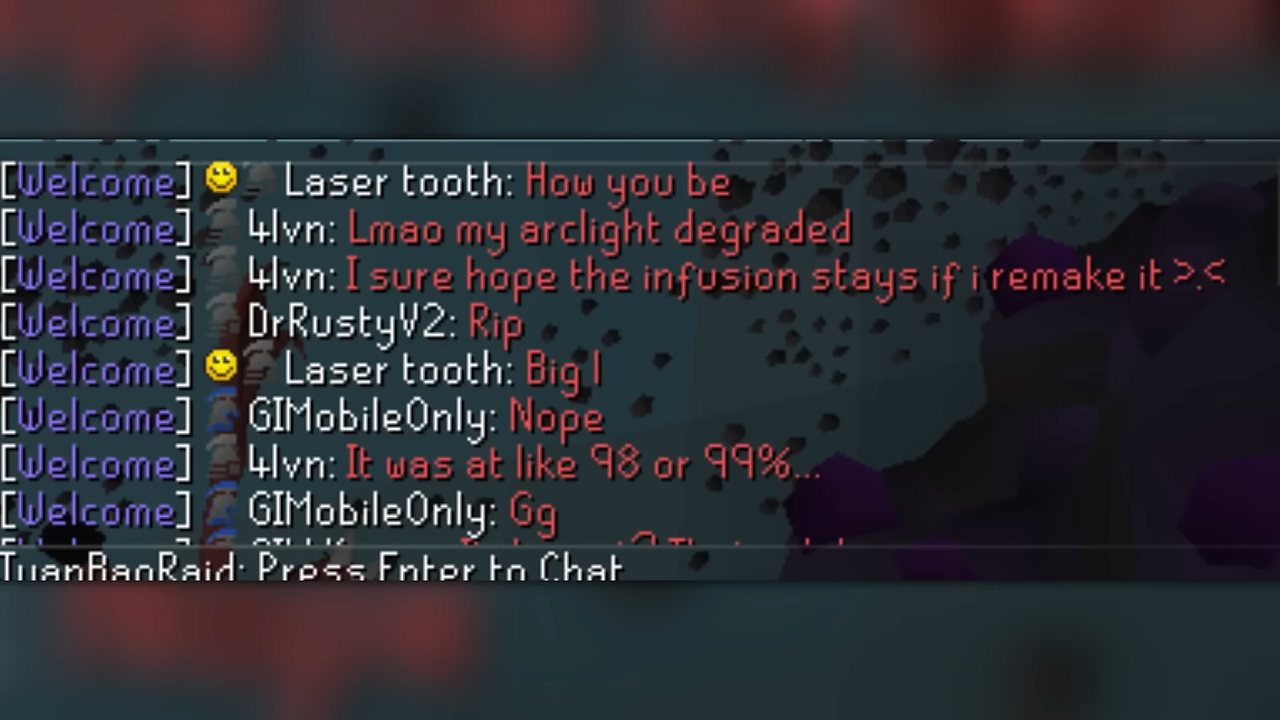 [Welcome] Laser tooth: How you be
[Welcome] 4lvn: Lmao my arclight degraded
[Welcome] 4lvn: I sure hope the infusion stays if i remake it >.<
[Welcome] DrRustyV2: Rip
[Welcome] Laser tooth: Big l
[Welcome] GIMobileOnly: Nope
[Welcome] 4lvn: It was at like 98 or 99%...
[Welcome] GIMobileOnly: Gg
TuanBaoRaid: Press Enter to Chat